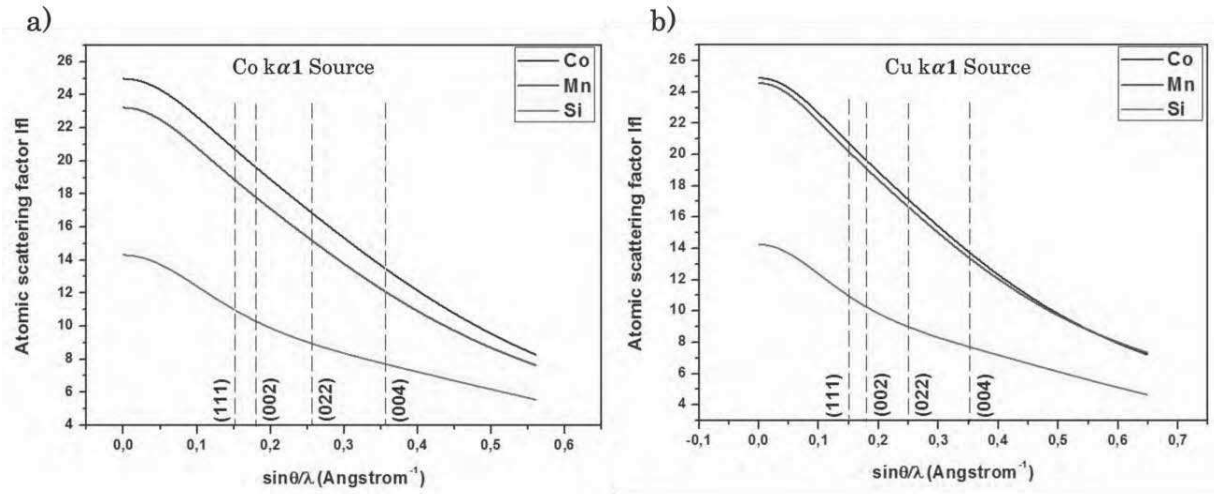 a)
Co kα1 Source
Co
Mn
Si
Atomic scattering factor |f|
26
24
22
20
18
16
14
12
10
8
6
4
(111)
(002)
(022)
(004)
0,0 0,1 0,2 0,3 0,4 0,5 0,6
sinθ/λ (Angstrom⁻¹)
b)
Cu kα1 Source
Co
Mn
Si
Atomic scattering factor |f|
26
24
22
20
18
16
14
12
10
8
6
4
(111)
(002)
(022)
(004)
-0,1 0,0 0,1 0,2 0,3 0,4 0,5 0,6 0,7
sinθ/λ (Angstrom⁻¹)